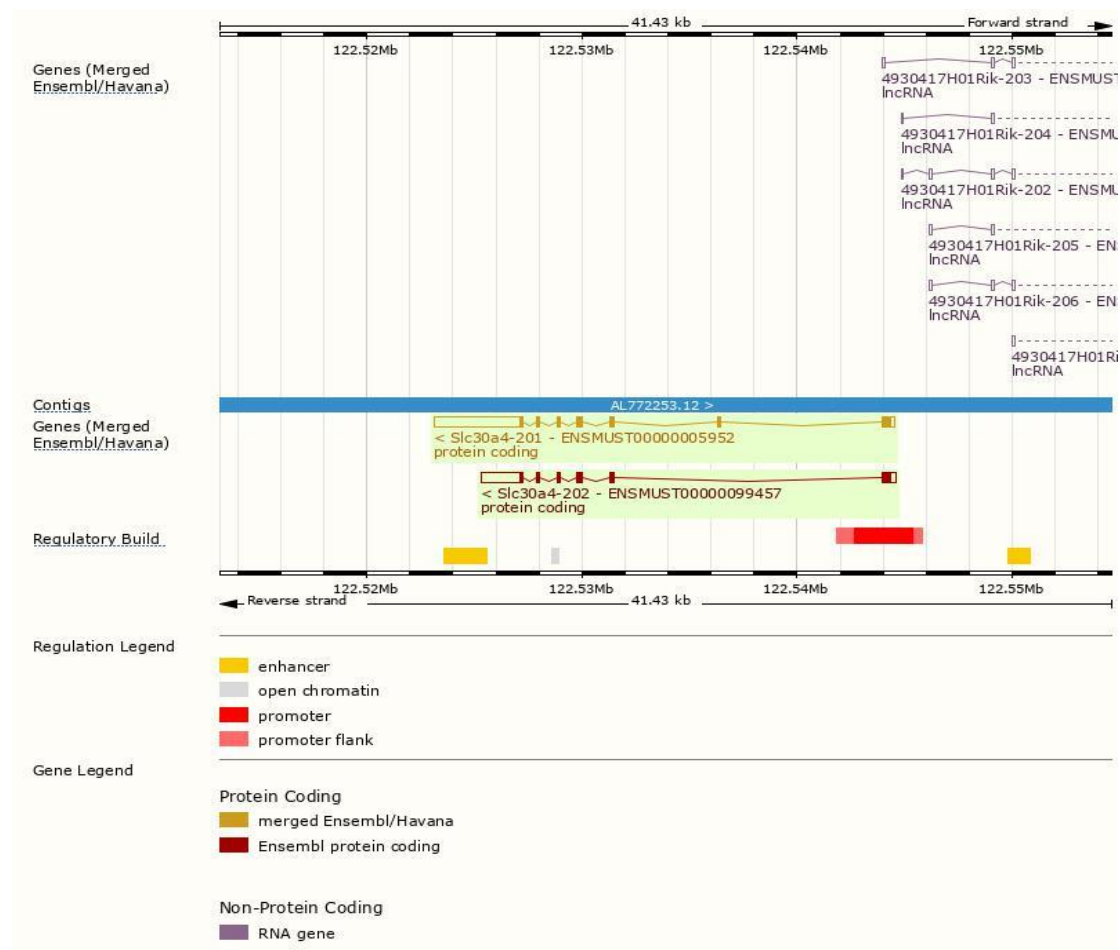 41.43 kb
Forward strand
122.52Mb 122.53Mb 122.54Mb 122.55Mb
Genes (Merged
Ensembl/Havana)
4930417H01Rik-203 - ENSMUST
lncRNA
4930417H01Rik-204 - ENSMU
lncRNA
4930417H01Rik-202 - ENSMU
lncRNA
4930417H01Rik-205 - EN
lncRNA
4930417H01Rik-206 - EN
lncRNA
4930417H01Ri
lncRNA
Contigs
AL772253.12 >
Genes (Merged
Ensembl/Havana)
< Slc30a4-201 - ENSMUST00000005952
protein coding
< Slc30a4-202 - ENSMUST00000099457
protein coding
Regulatory Build
122.52Mb 122.53Mb 122.54Mb 122.55Mb
Reverse strand 41.43 kb
Regulation Legend
enhancer
open chromatin
promoter
promoter flank
Gene Legend
Protein Coding
merged Ensembl/Havana
Ensembl protein coding
Non-Protein Coding
RNA gene